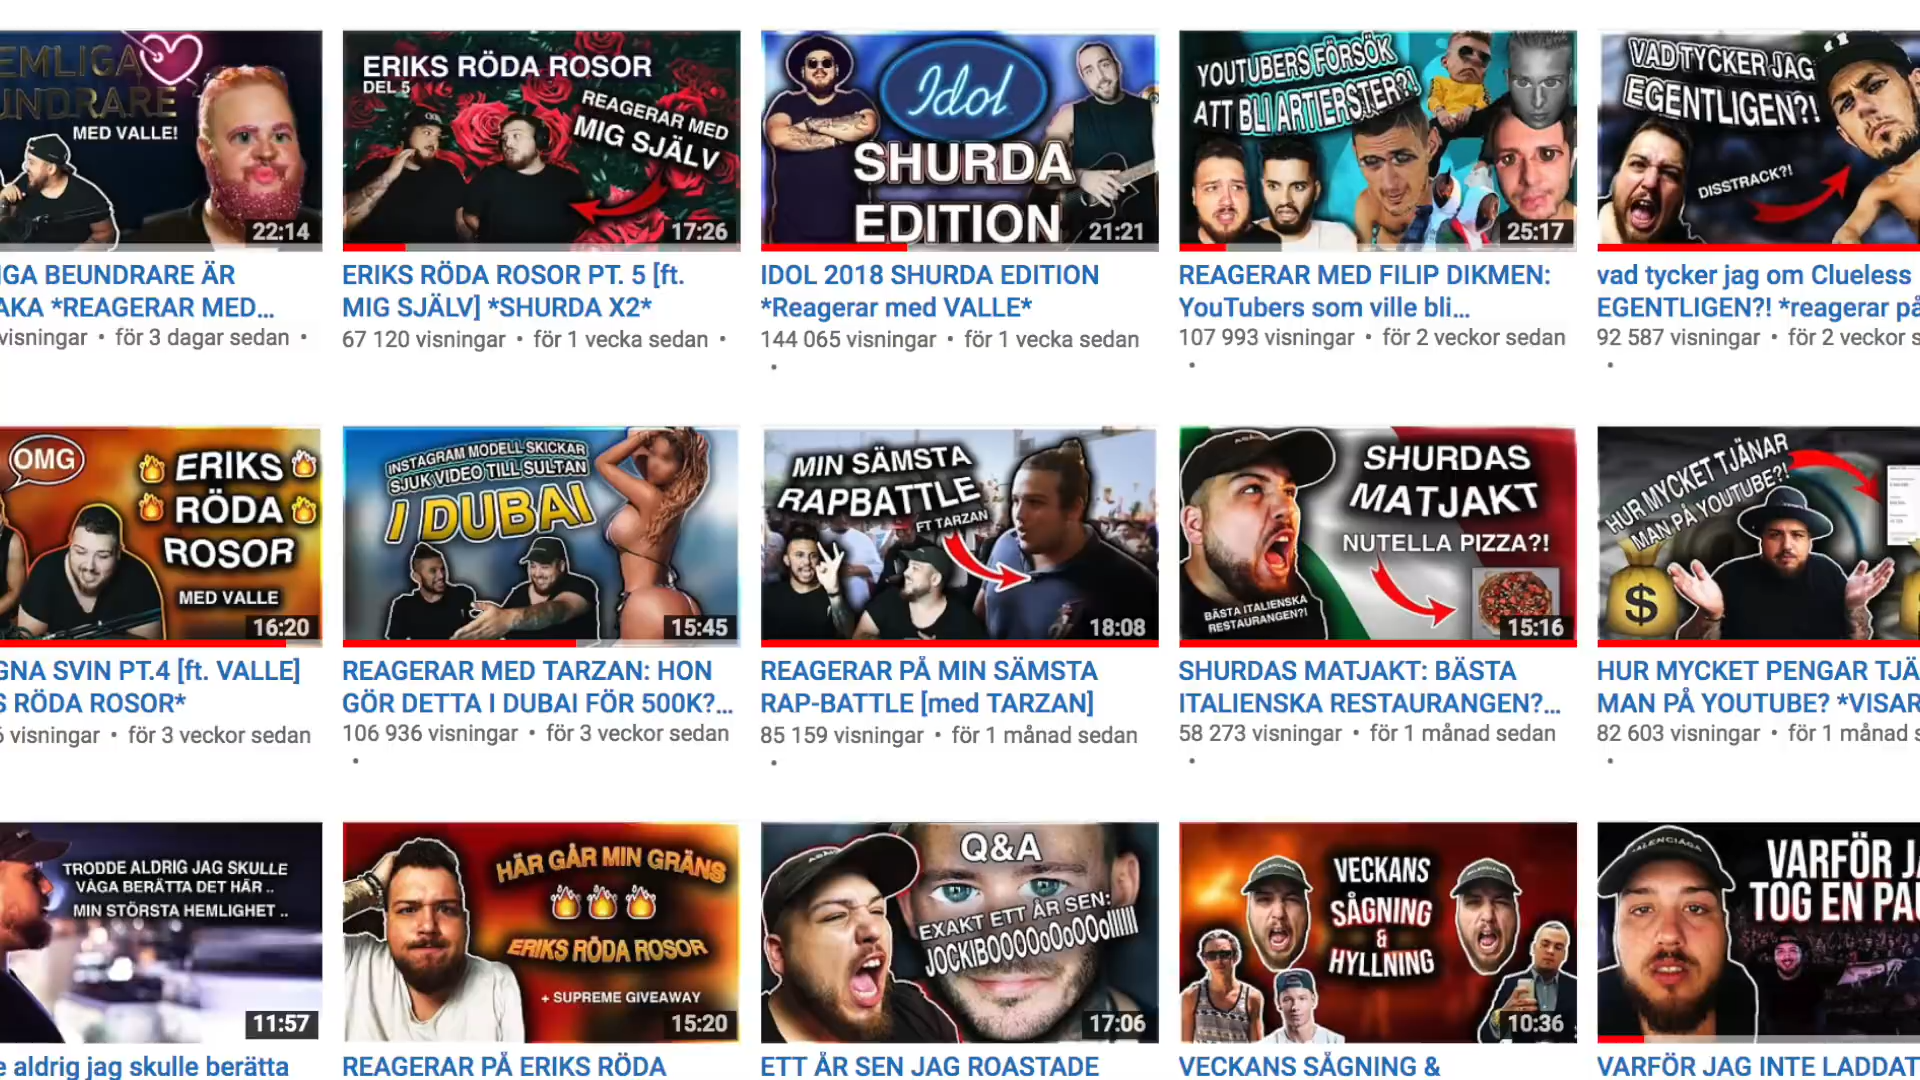 EMLIGA
UNDRARE
MED VALLE!
22:14
ERIKS RÖDA ROSOR
DEL 5
REAGERAR MED
MIG SJÄLV
17:26
Idol
SHURDA
EDITION
21:21
YOUTUBERS FÖRSÖK
ATT BLI ARTIERSTER?!
25:17
VAD TYCKER JAG
EGENTLIGEN?!
DISSTRACK?!
IGA BEUNDRARE ÄR
AKA *REAGERAR MED...
visningar • för 3 dagar sedan •
ERIKS RÖDA ROSOR PT. 5 [ft.
MIG SJÄLV] *SHURDA X2*
67 120 visningar • för 1 vecka sedan •
IDOL 2018 SHURDA EDITION
*Reagerar med VALLE*
144 065 visningar • för 1 vecka sedan
•
REAGERAR MED FILIP DIKMEN:
YouTubers som ville bli...
107 993 visningar • för 2 veckor sedan
•
vad tycker jag om Clueless
EGENTLIGEN?! *reagerar på
92 587 visningar • för 2 veckor s
•
OMG
ERIKS
RÖDA
ROSOR
MED VALLE
16:20
INSTAGRAM MODELL SKICKAR
SJUK VIDEO TILL SULTAN
I DUBAI
15:45
MIN SÄMSTA
RAPBATTLE
FT TARZAN
18:08
SHURDAS
MATJAKT
NUTELLA PIZZA?!
BÄSTA ITALIENSKA
RESTAURANGEN?!
15:16
HUR MYCKET TJÄNAR
MAN PÅ YOUTUBE?!
$
GNA SVIN PT.4 [ft. VALLE]
S RÖDA ROSOR*
6 visningar • för 3 veckor sedan
REAGERAR MED TARZAN: HON
GÖR DETTA I DUBAI FÖR 500K?...
106 936 visningar • för 3 veckor sedan
•
REAGERAR PÅ MIN SÄMSTA
RAP-BATTLE [med TARZAN]
85 159 visningar • för 1 månad sedan
•
SHURDAS MATJAKT: BÄSTA
ITALIENSKA RESTAURANGEN?...
58 273 visningar • för 1 månad sedan
•
HUR MYCKET PENGAR TJÄ
MAN PÅ YOUTUBE? *VISAR
82 603 visningar • för 1 månad s
•
TRODDE ALDRIG JAG SKULLE
VÅGA BERÄTTA DET HÄR ..
MIN STÖRSTA HEMLIGHET ..
11:57
HÄR GÅR MIN GRÄNS
ERIKS RÖDA ROSOR
+ SUPREME GIVEAWAY
15:20
Q&A
EXAKT ETT ÅR SEN:
17:06
VECKANS
SÅGNING
&
HYLLNING
10:36
BALENCIAGA
VARFÖR JA
TOG EN PAU
e aldrig jag skulle berätta
REAGERAR PÅ ERIKS RÖDA
ETT ÅR SEN JAG ROASTADE
VECKANS SÅGNING &
VARFÖR JAG INTE LADDAT